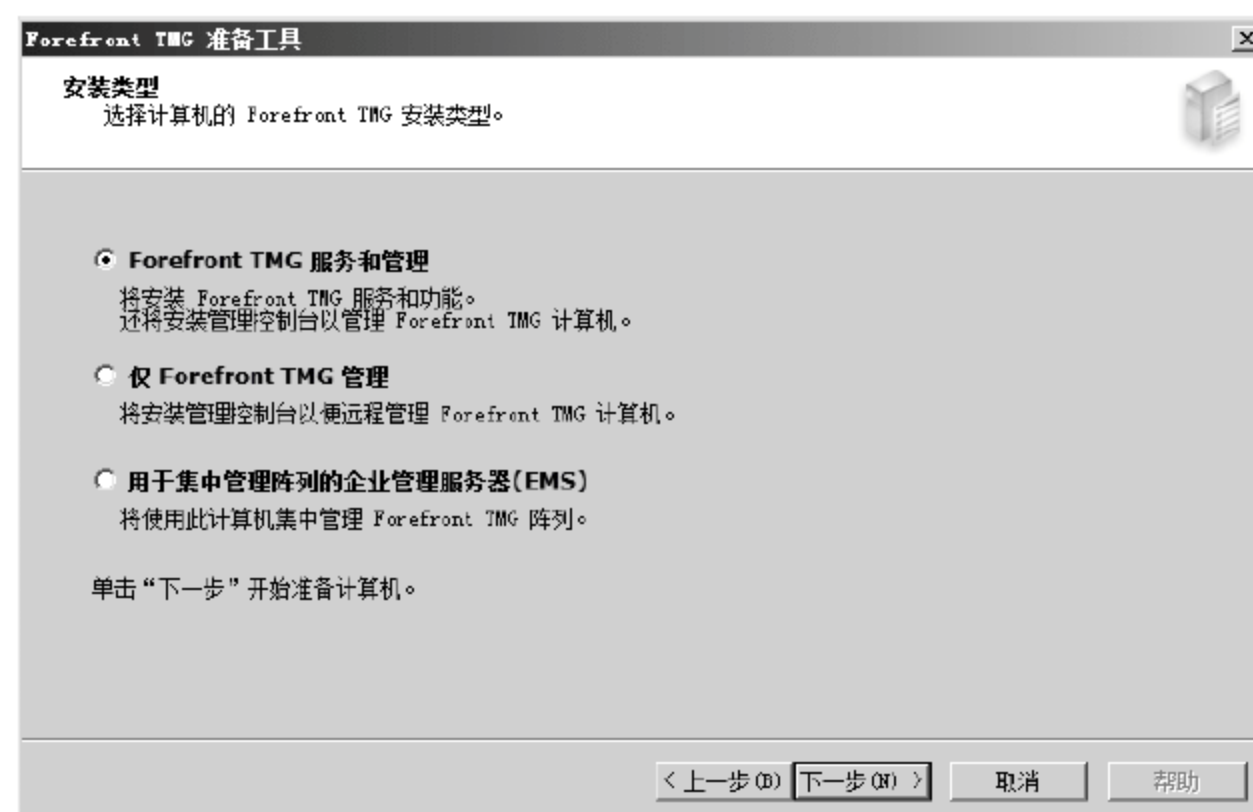 Forefront TMG 准备工具
安装类型
选择计算机的 Forefront TMG 安装类型。
Forefront TMG 服务和管理
将安装 Forefront TMG 服务和功能。
还将安装管理控制台以管理 Forefront TMG 计算机。
仅 Forefront TMG 管理
将安装管理控制台以便远程管理 Forefront TMG 计算机。
用于集中管理阵列的企业管理服务器(EMS)
将使用此计算机集中管理 Forefront TMG 阵列。
单击“下一步”开始准备计算机。
<上一步(B) 下一步(N) > 取消 帮助